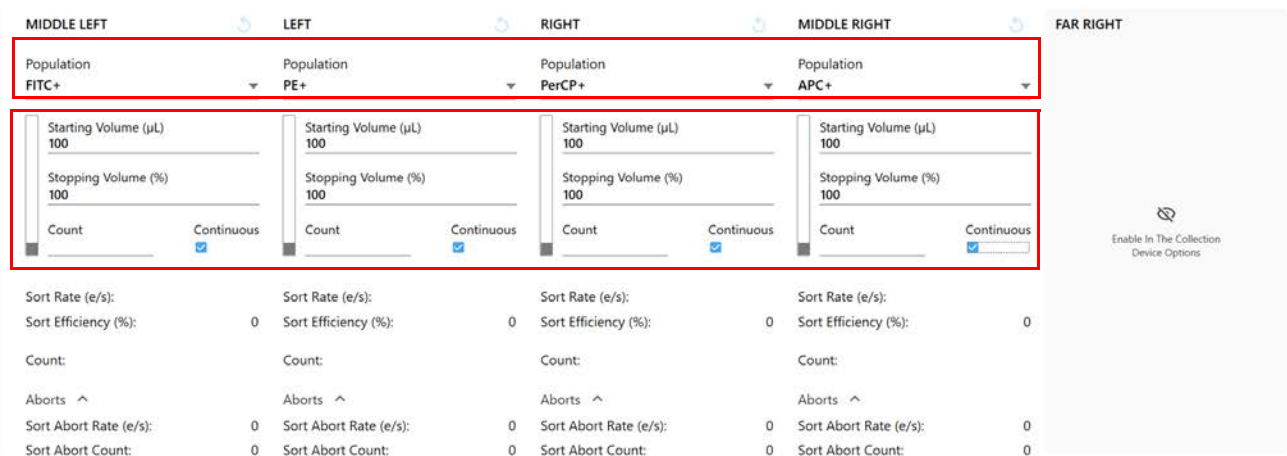 MIDDLE LEFT LEFT RIGHT MIDDLE RIGHT FAR RIGHT
Population Population Population Population
FITC+ PE+ PerCP+ APC+
Starting Volume (µL) Starting Volume (µL) Starting Volume (µL) Starting Volume (µL)
100 100 100 100
Stopping Volume (%) Stopping Volume (%) Stopping Volume (%) Stopping Volume (%)
100 100 100 100
Count Continuous Count Continuous Count Continuous Count Continuous
Enable In The Collection
Device Options
Sort Rate (e/s): Sort Rate (e/s): Sort Rate (e/s): Sort Rate (e/s):
Sort Efficiency (%): 0 Sort Efficiency (%): 0 Sort Efficiency (%): 0 Sort Efficiency (%): 0
Count: Count: Count: Count:
Aborts Aborts Aborts Aborts
Sort Abort Rate (e/s): 0 Sort Abort Rate (e/s): 0 Sort Abort Rate (e/s): 0 Sort Abort Rate (e/s): 0
Sort Abort Count: 0 Sort Abort Count: 0 Sort Abort Count: 0 Sort Abort Count: 0